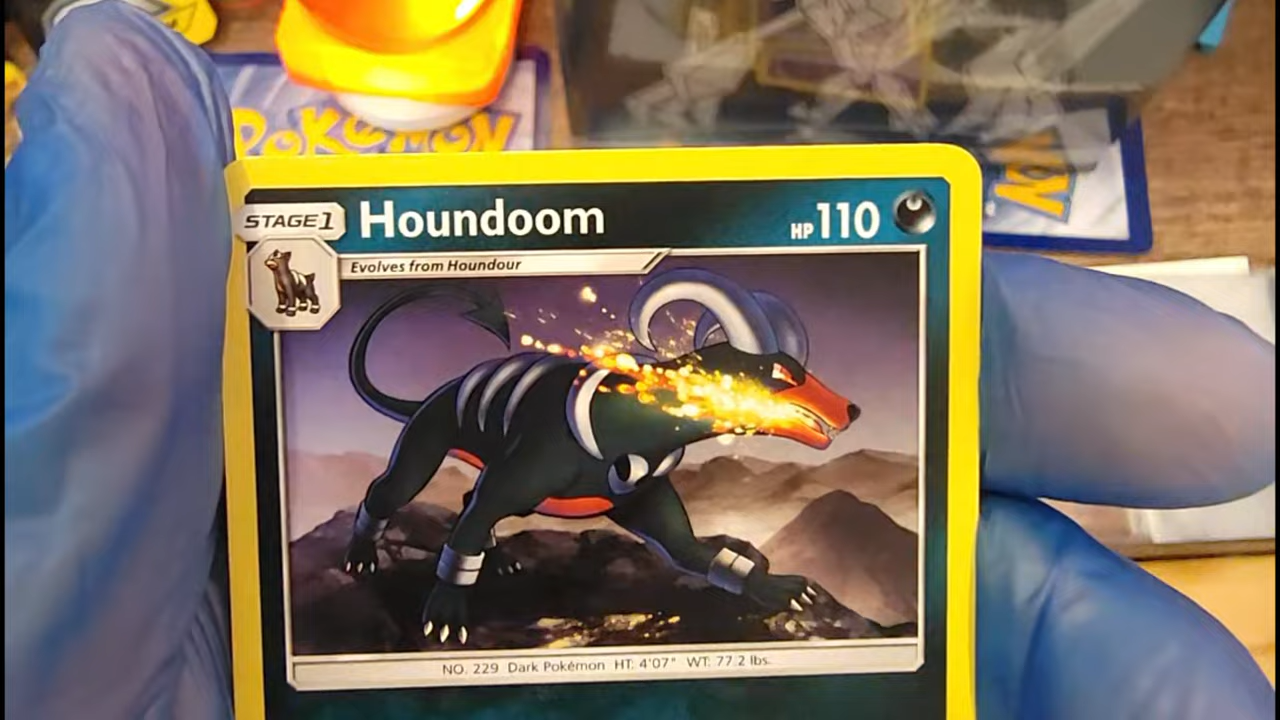 POKéMON
STAGE 1 Houndoom HP 110
Evolves from Houndour
NO. 229 Dark Pokémon HT: 4'07" WT: 77.2 lbs.